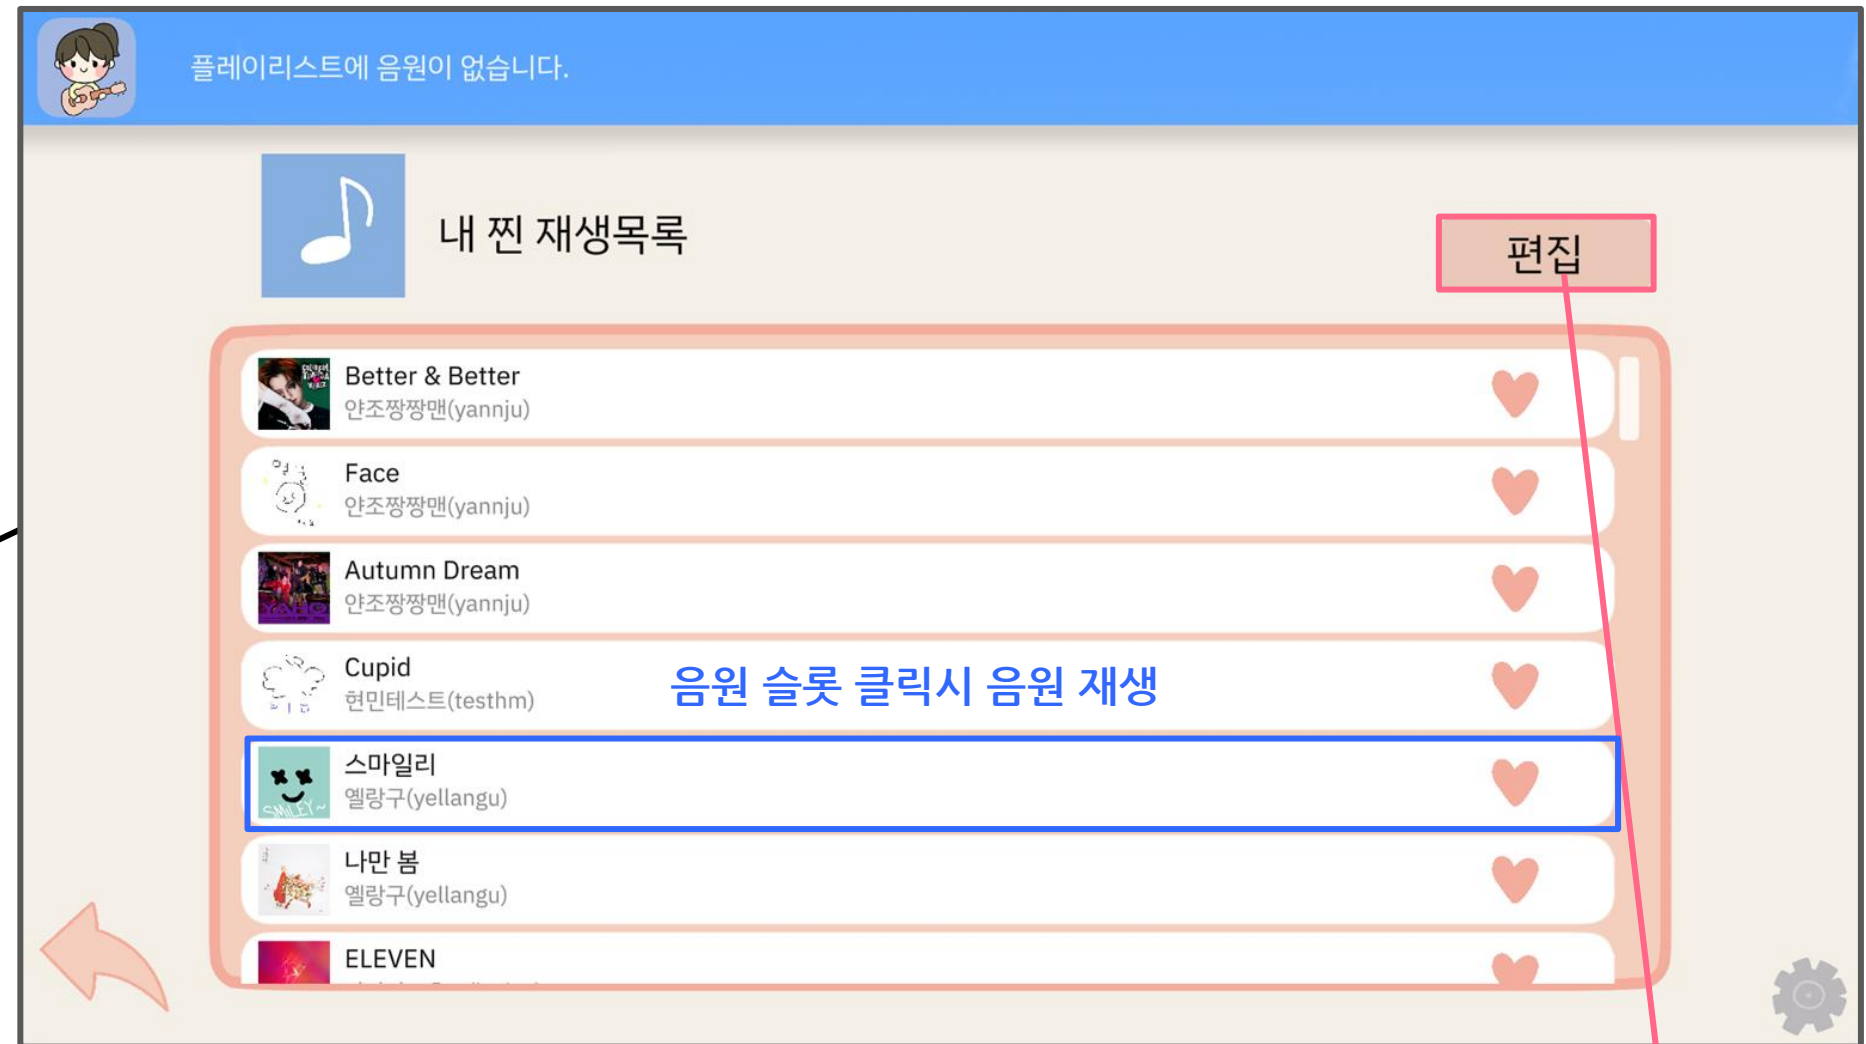 플레이리스트에 음원이 없습니다.
내 찐 재생목록
편집
Better & Better
얀조짱짱맨(yannju)
Face
얀조짱짱맨(yannju)
Autumn Dream
얀조짱짱맨(yannju)
YAHO
Cupid
현민테스트(testhm)
음원 슬롯 클릭시 음원 재생
스마일리
옐랑구(yellangu)
SMiLEY~
나만 봄
옐랑구(yellangu)
ELEVEN